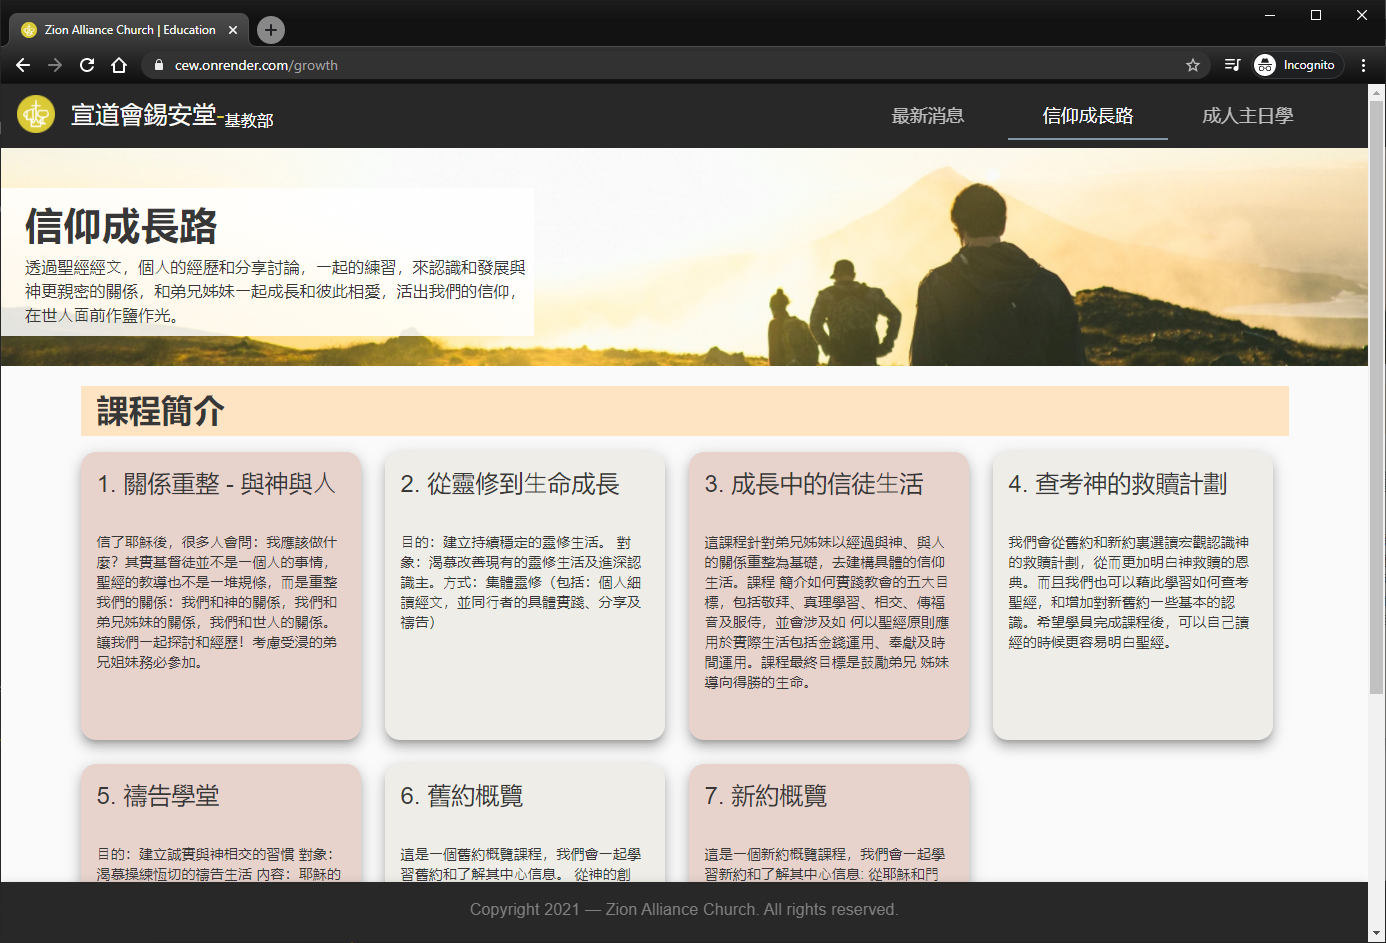 Zion Alliance Church | Education
cew.onrender.com/growth
Incognito
宣道會錫安堂-基教部
最新消息
信仰成長路
成人主日學
信仰成長路
透過聖經經文，個人的經歷和分享討論，一起的練習，來認識和發展與
神更親密的關係，和弟兄姊妹一起成長和彼此相愛，活出我們的信仰，
在世人面前作鹽作光。
課程簡介
1. 關係重整 - 與神與人
信了耶穌後，很多人會問：我應該做什
麼？其實基督徒並不是一個人的事情，
聖經的教導也不是一堆規條，而是重整
我們的關係：我們和神的關係，我們和
弟兄姊妹的關係，我們和世人的關係。
讓我們一起探討和經歷！考慮受浸的弟
兄姐妹務必參加。
2. 從靈修到生命成長
目的：建立持續穩定的靈修生活。 對
象：渴慕改善現有的靈修生活及進深認
識主。方式：集體靈修（包括：個人細
讀經文，並同行者的具體實踐、分享及
禱告）
3. 成長中的信徒生活
這課程針對弟兄姊妹以經過與神、與人
的關係重整為基礎，去建構具體的信仰
生活。課程 簡介如何實踐教會的五大目
標，包括敬拜、真理學習、相交、傳福
音及服侍，並會涉及如 何以聖經原則應
用於實際生活包括金錢運用、奉獻及時
間運用。課程最終目標是鼓勵弟兄 姊妹
導向得勝的生命。
4. 查考神的救贖計劃
我們會從舊約和新約裏選讀宏觀認識神
的救贖計劃，從而更加明白神救贖的恩
典。而且我們也可以藉此學習如何查考
聖經，和增加對新舊約一些基本的認
識。希望學員完成課程後，可以自己讀
經的時候更容易明白聖經。
5. 禱告學堂
目的：建立誠實與神相交的習慣 對象：
渴慕操練恆切的禱告生活 內容：耶穌的
6. 舊約概覽
這是一個舊約概覽課程，我們會一起學
習舊約和了解其中心信息。 從神的創
7. 新約概覽
這是一個新約概覽課程，我們會一起學
習新約和了解其中心信息: 從耶穌和門
Copyright 2021 — Zion Alliance Church. All rights reserved.